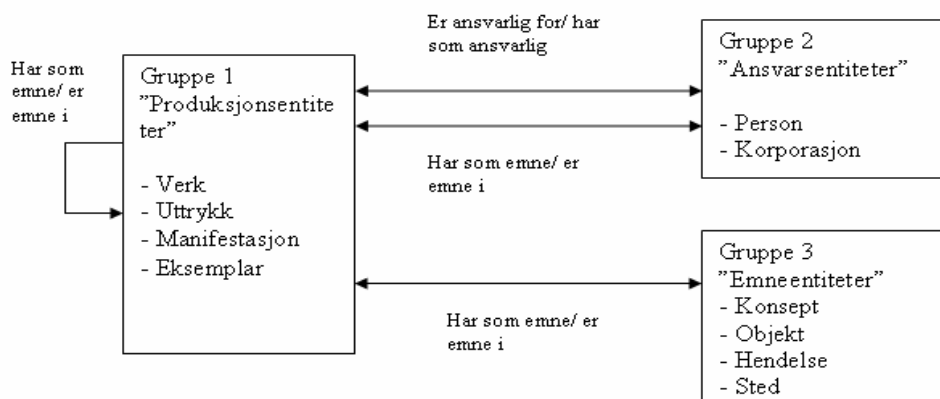 Har som
emne/ er
emne i
Gruppe 1
"Produksjonsentite
ter"
- Verk
- Uttrykk
- Manifestasjon
- Eksemplar
Er ansvarlig for/ har
som ansvarlig
Har som emne/ er
emne i
Har som emne/ er
emne i
Gruppe 2
"Ansvarsentiteter"
- Person
- Korporasjon
Gruppe 3
"Emneentiteter"
- Konsept
- Objekt
- Hendelse
- Sted